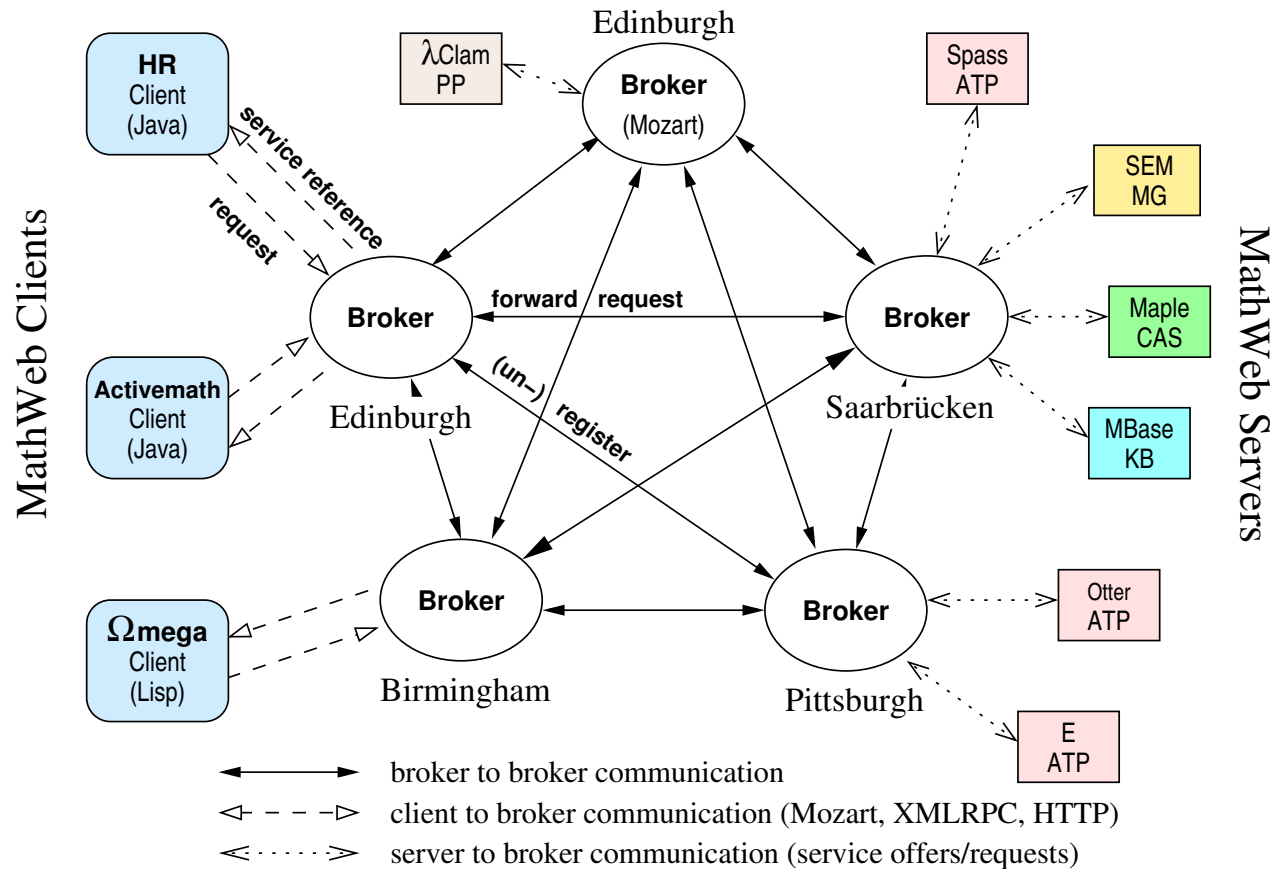 Edinburgh
HR
Client
(Java)
λClam
PP
Broker
(Mozart)
Spass
ATP
SEM
MG
service reference
request
MathWeb Clients
MathWeb Servers
Broker
forward request
Broker
Maple
CAS
Activemath
Client
(Java)
Edinburgh
(un−) register
Saarbrücken
MBase
KB
Ωmega
Client
(Lisp)
Broker
Birmingham
Broker
Pittsburgh
Otter
ATP
E
ATP
broker to broker communication
client to broker communication (Mozart, XMLRPC, HTTP)
server to broker communication (service offers/requests)